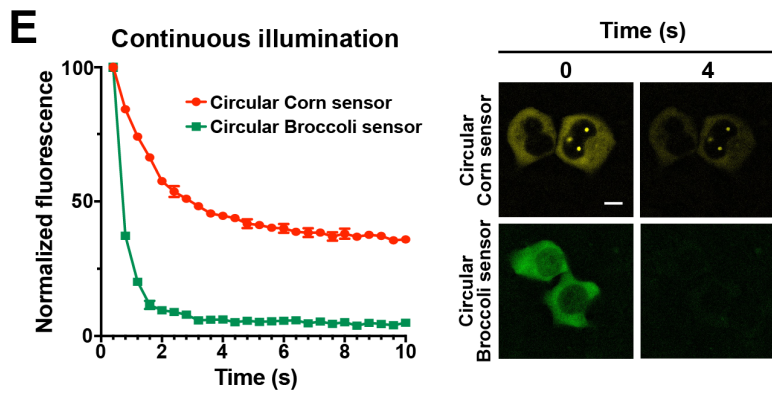 E
Continuous illumination
Normalized fluorescence
100
50
0
Circular Corn sensor
Circular Broccoli sensor
0 2 4 6 8 10
Time (s)
Time (s)
0 4
Circular
Corn sensor
Circular
Broccoli sensor